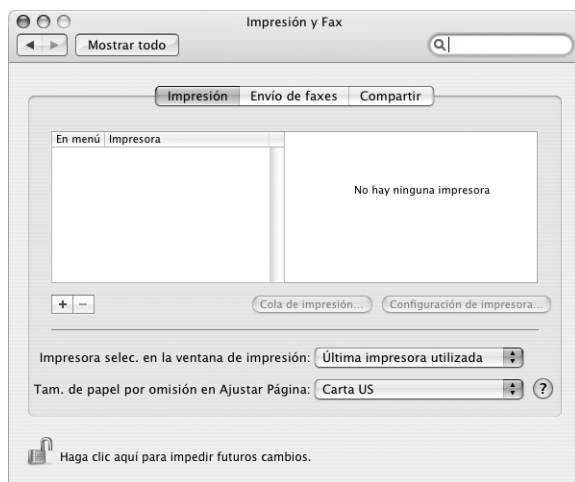 Impresión y Fax
Mostrar todo
Impresión Envío de faxes Compartir
En menú Impresora
No hay ninguna impresora
+ −
Cola de impresión... Configuración de impresora...
Impresora selec. en la ventana de impresión: Última impresora utilizada
Tam. de papel por omisión en Ajustar Página: Carta US ?
Haga clic aquí para impedir futuros cambios.